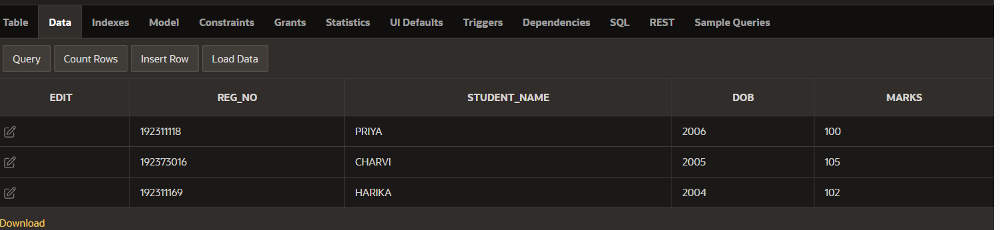 Table Data Indexes Model Constraints Grants Statistics UI Defaults Triggers Dependencies SQL REST Sample Queries
Query Count Rows Insert Row Load Data
EDIT REG_NO STUDENT_NAME DOB MARKS
192311118 PRIYA 2006 100
192373016 CHARVI 2005 105
192311169 HARIKA 2004 102
Download